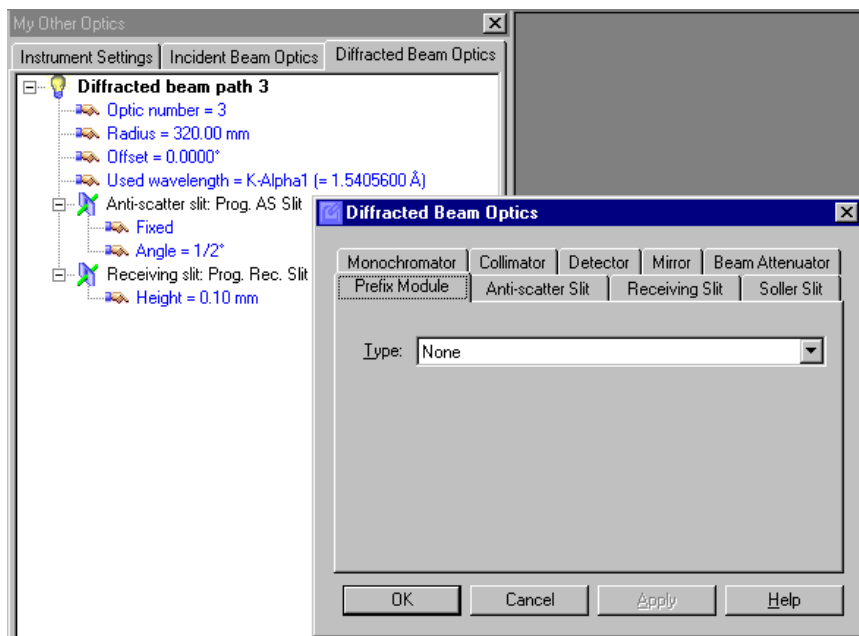 My Other Optics
Instrument Settings Incident Beam Optics Diffracted Beam Optics
Diffracted beam path 3
Optic number = 3
Radius = 320.00 mm
Offset = 0.0000°
Used wavelength = K-Alpha1 (= 1.5405600 Å)
Anti-scatter slit: Prog. AS Slit
Fixed
Angle = 1/2°
Receiving slit: Prog. Rec. Slit
Height = 0.10 mm
Diffracted Beam Optics
Monochromator Collimator Detector Mirror Beam Attenuator
Prefix Module Anti-scatter Slit Receiving Slit Soller Slit
Type: None
OK Cancel Apply Help